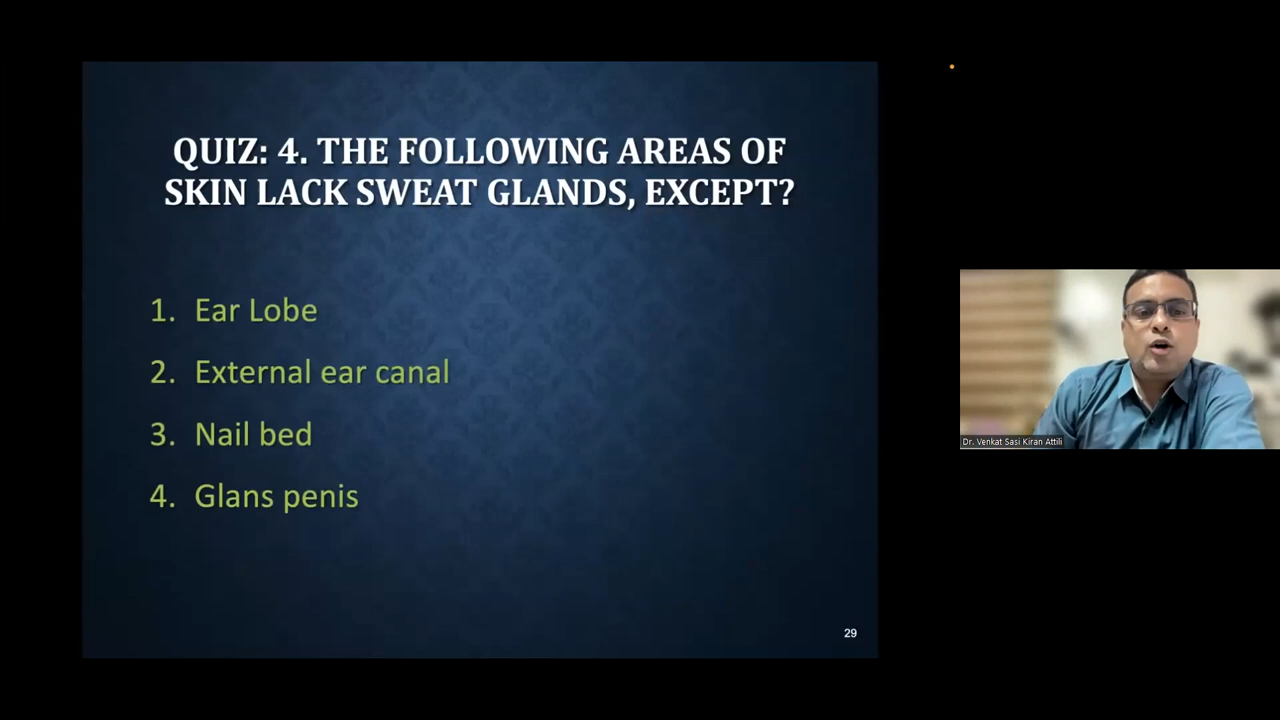 QUIZ: 4. THE FOLLOWING AREAS OF
SKIN LACK SWEAT GLANDS, EXCEPT?
1. Ear Lobe
2. External ear canal
3. Nail bed
4. Glans penis
29
Dr. Venkat Sasi Kiran Attili